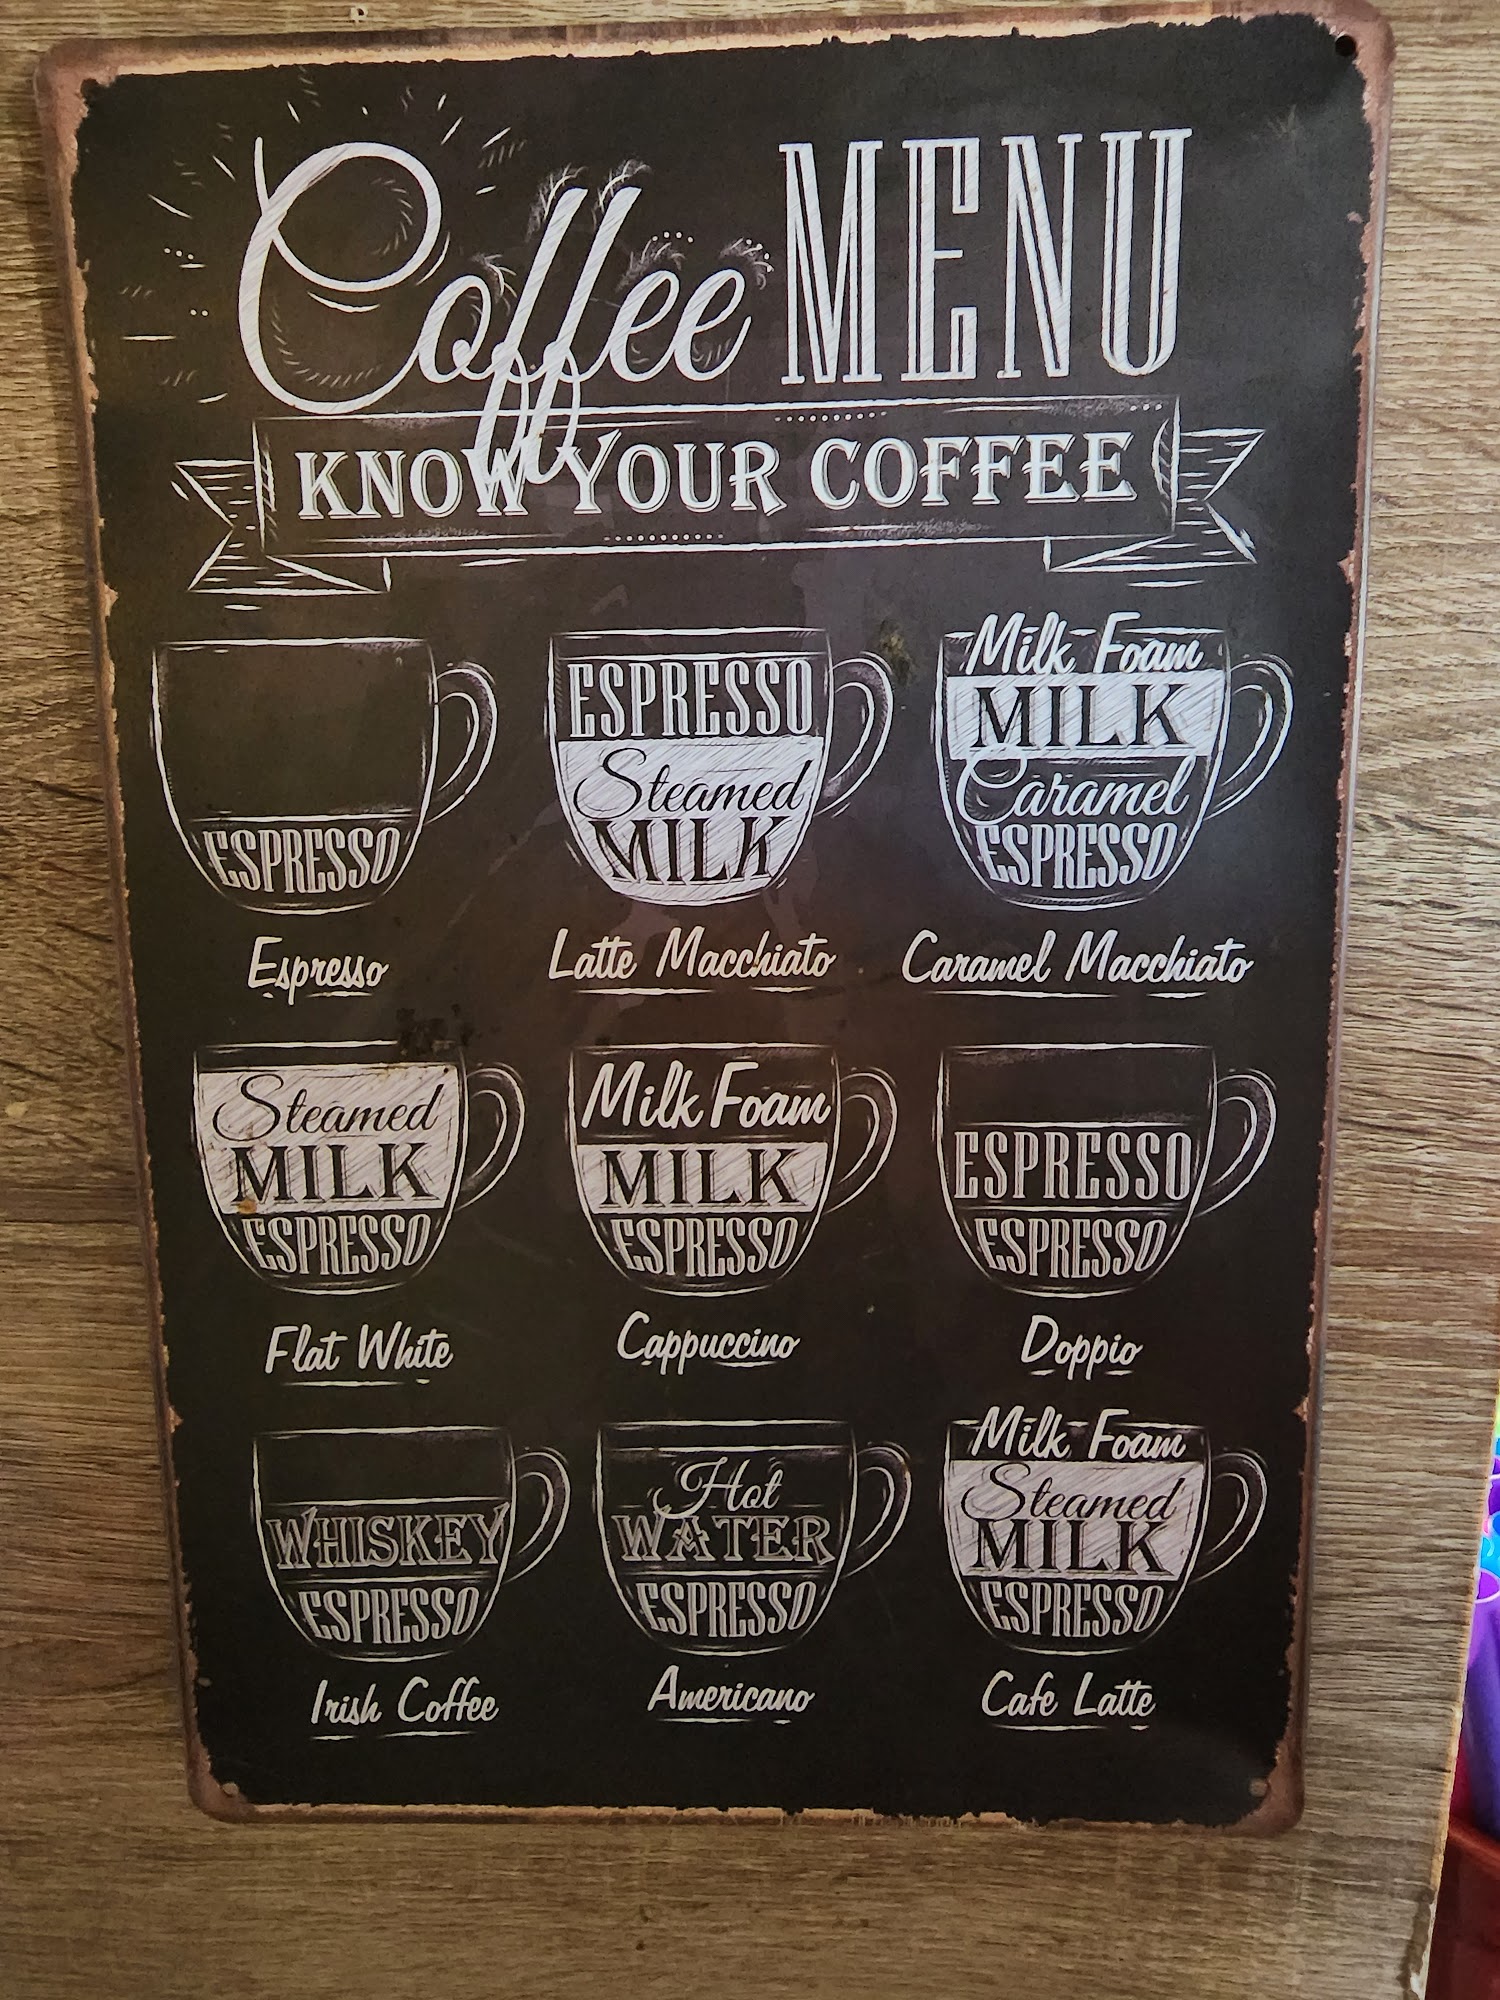 Coffee MENU
KNOW YOUR COFFEE
ESPRESSO
Espresso
ESPRESSO
Steamed
MILK
Latte Macchiato
Milk Foam
MILK
Caramel
ESPRESSO
Caramel Macchiato
Steamed
MILK
ESPRESSO
Flat White
Milk Foam
MILK
ESPRESSO
Cappuccino
ESPRESSO
ESPRESSO
Doppio
WHISKEY
ESPRESSO
Irish Coffee
Hot
WATER
ESPRESSO
Americano
Milk Foam
Steamed
MILK
ESPRESSO
Cafe Latte